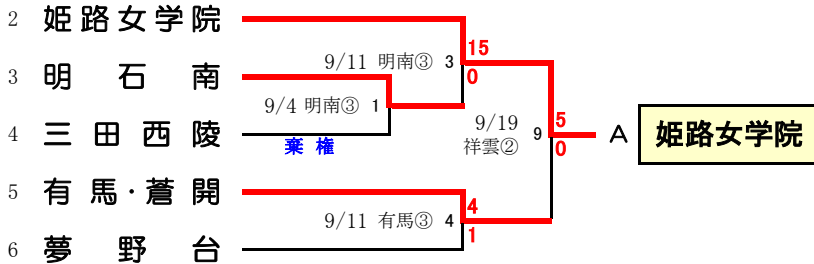 2 姫路女学院
15
9/11 明南③ 3
0
3 明石南
9/4 明南③ 1
4 三田西陵
棄権
9/19
祥雲②
9
5
0
A 姫路女学院
5 有馬・蒼開
4
9/11 有馬③ 4
1
6 夢野台